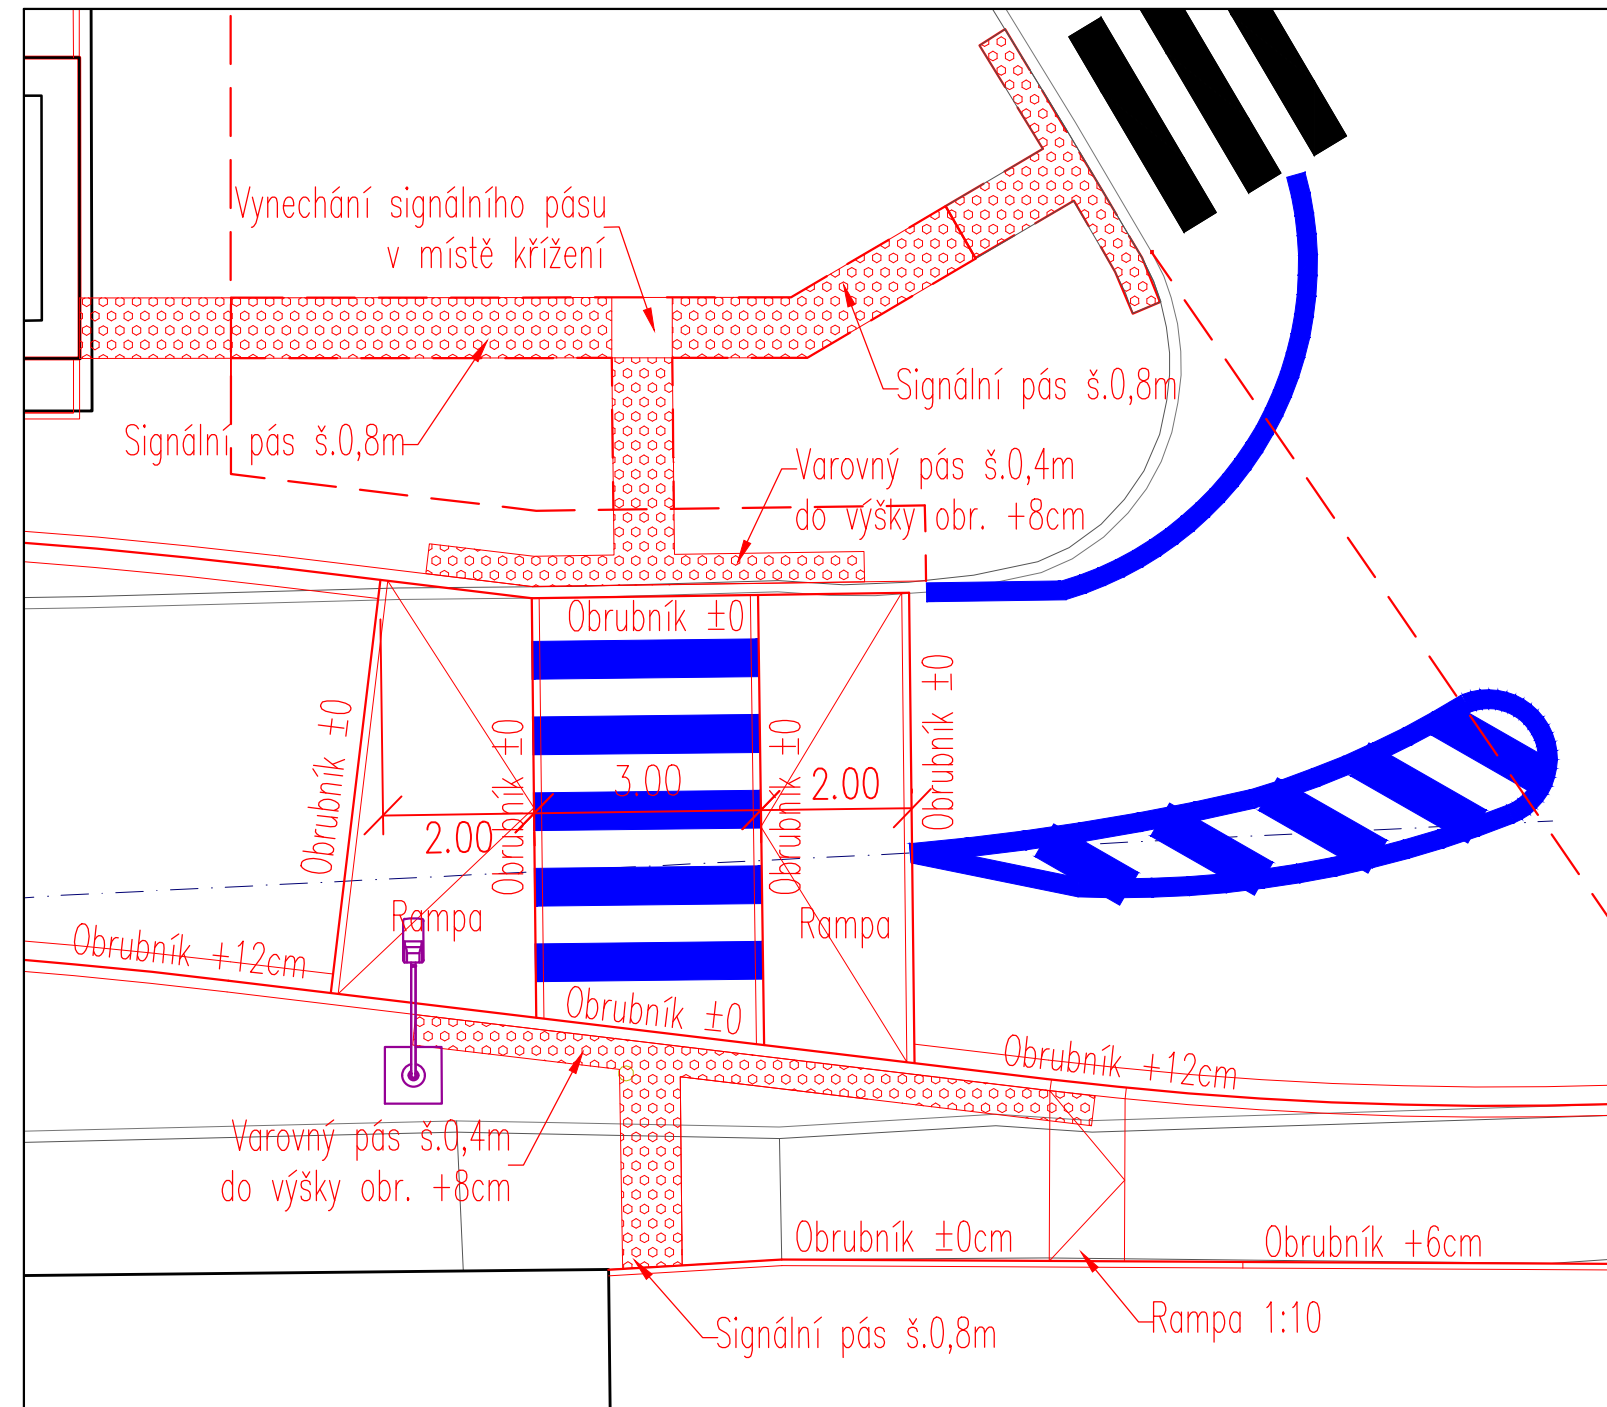 Vynechání signálního pásu
v místě křížení
Signální pás š.0,8m
Signální pás š.0,8m
Varovný pás š.0,4m
do výšky obr. +8cm
Obrubník ±0
Obrubník ±0
Obrubník ±0
Obrubník ±0
Obrubník ±0
3.00
2.00
2.00
Rampa
Rampa
Obrubník +12cm
Obrubník ±0
Obrubník +12cm
Varovný pás š.0,4m
do výšky obr. +8cm
Obrubník ±0cm
Obrubník +6cm
Signální pás š.0,8m
Rampa 1:10